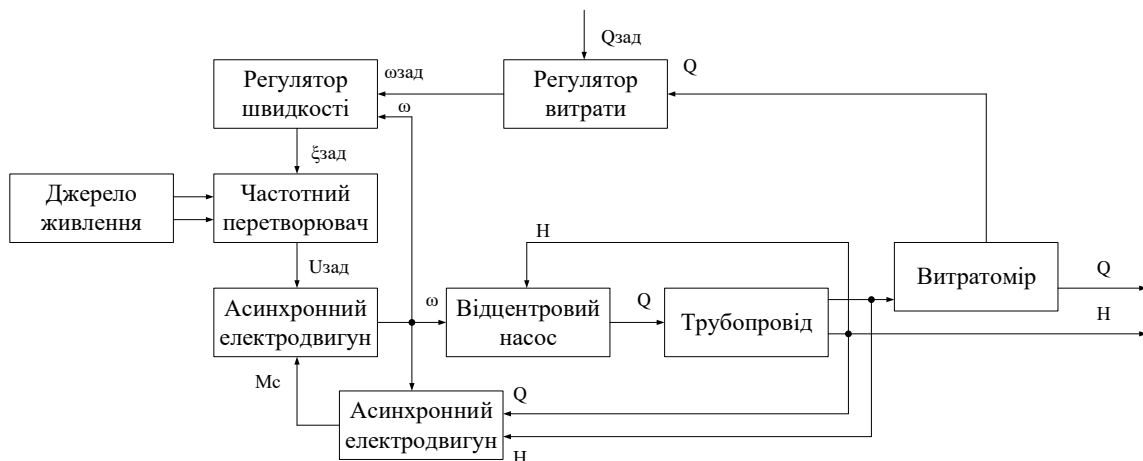 Qзад
Регулятор
швидкості
ωзад
Регулятор
витрати
Q
ω
ξзад
Джерело
живлення
Частотний
перетворювач
H
Uзад
Витратомір
Q
Асинхронний
електродвигун
ω
Відцентровий
насос
Q
Трубопровід
H
Mc
Асинхронний
електродвигун
Q
H